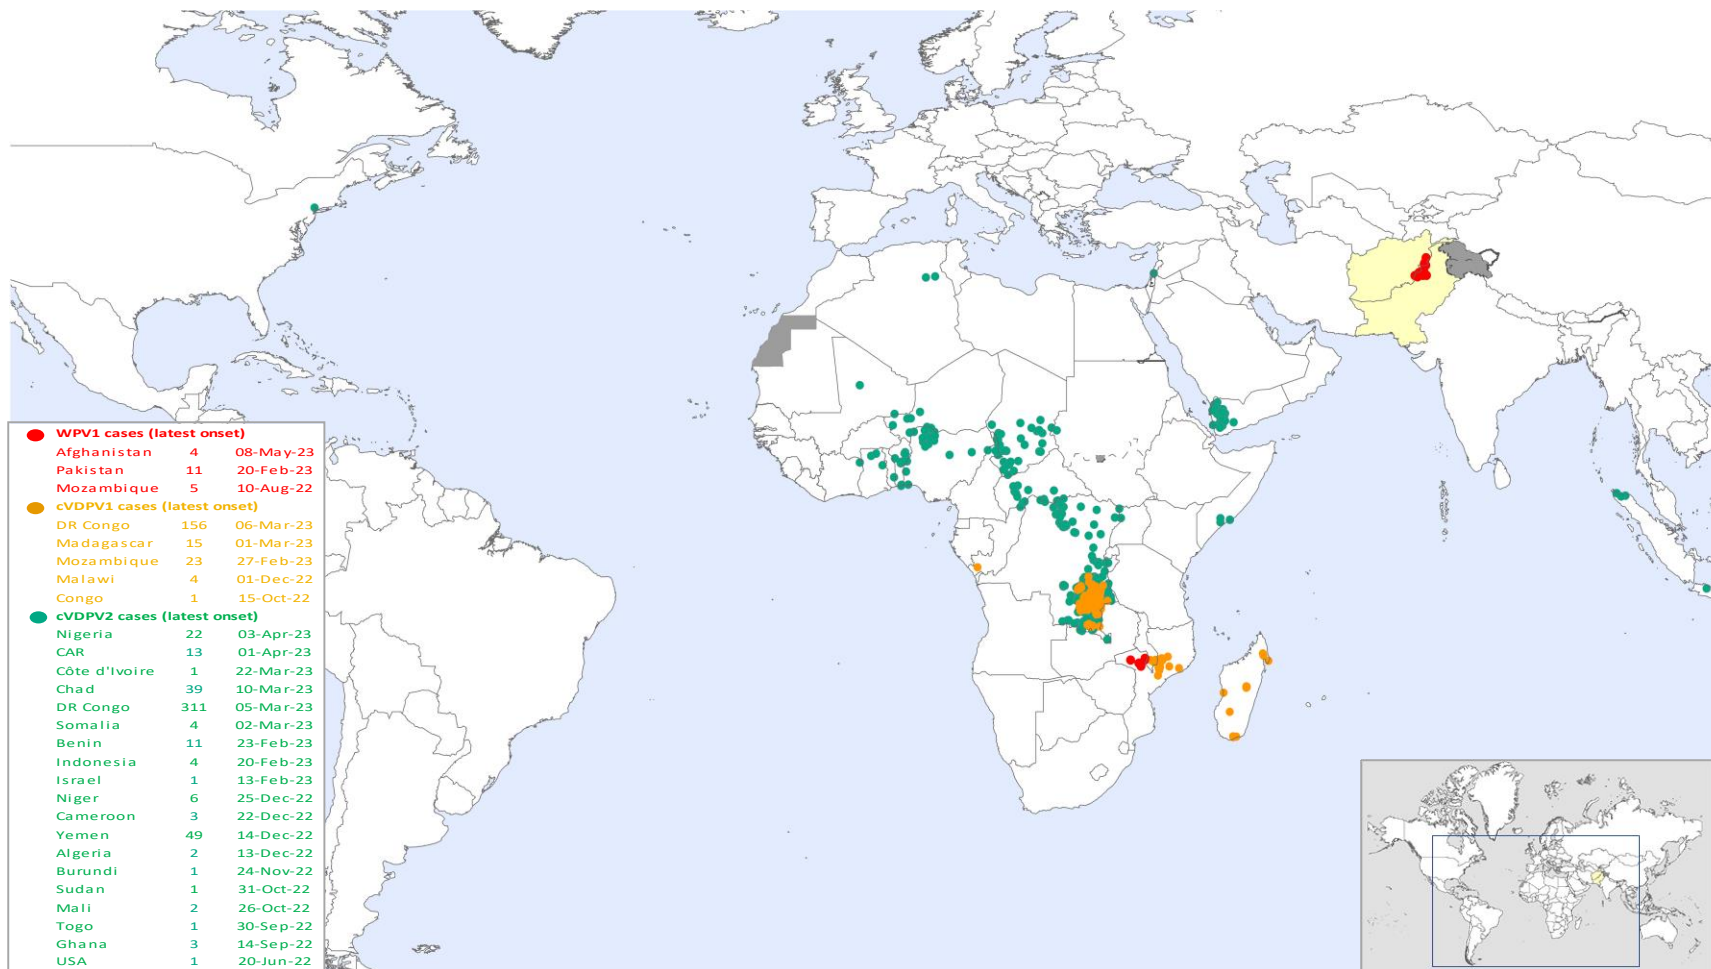 WPV1 cases (latest onset)
Afghanistan 4 08-May-23
Pakistan 11 20-Feb-23
Mozambique 5 10-Aug-22
cVDPV1 cases (latest onset)
DR Congo 156 06-Mar-23
Madagascar 15 01-Mar-23
Mozambique 23 27-Feb-23
Malawi 4 01-Dec-22
Congo 1 15-Oct-22
cVDPV2 cases (latest onset)
Nigeria 22 03-Apr-23
CAR 13 01-Apr-23
Côte d'Ivoire 1 22-Mar-23
Chad 39 10-Mar-23
DR Congo 311 05-Mar-23
Somalia 4 02-Mar-23
Benin 11 23-Feb-23
Indonesia 4 20-Feb-23
Israel 1 13-Feb-23
Niger 6 25-Dec-22
Cameroon 3 22-Dec-22
Yemen 49 14-Dec-22
Algeria 2 13-Dec-22
Burundi 1 24-Nov-22
Sudan 1 31-Oct-22
Mali 2 26-Oct-22
Togo 1 30-Sep-22
Ghana 3 14-Sep-22
USA 1 20-Jun-22